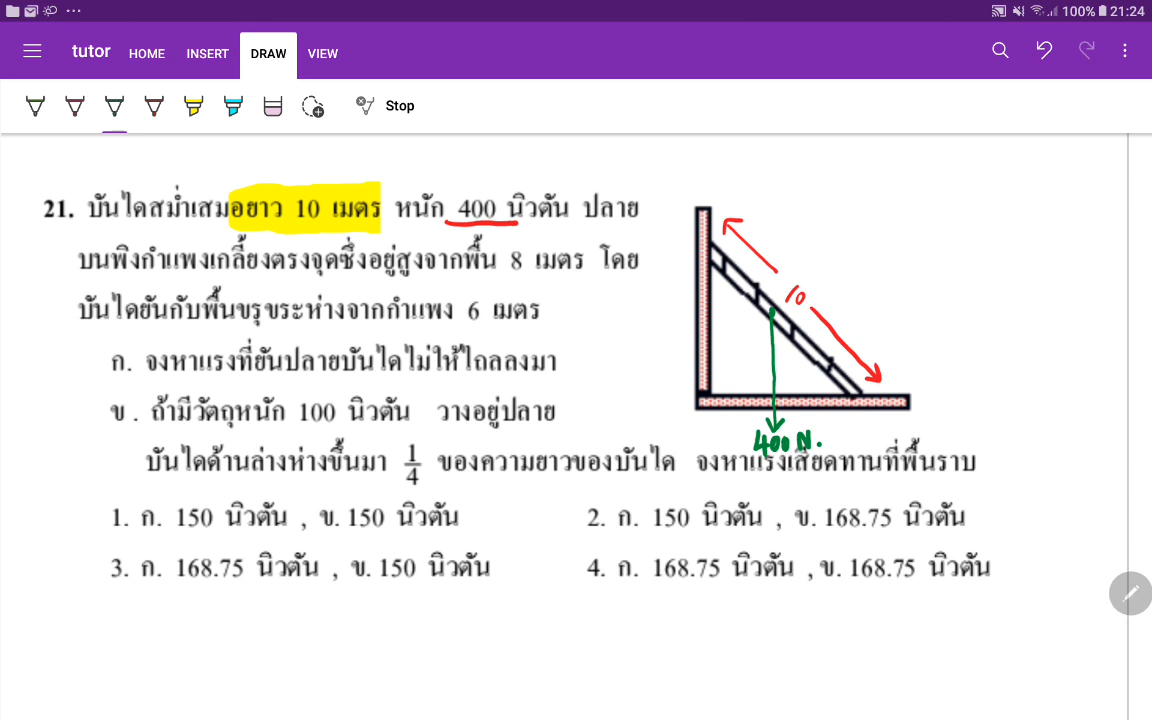 100% 21:24
tutor HOME INSERT DRAW VIEW
Stop
21. บันไดสม่ำเสมอยาว 10 เมตร หนัก 400 นิวตัน ปลาย
บนพิงกำแพงเกลี้ยงตรงจุดซึ่งอยู่สูงจากพื้น 8 เมตร โดย
บันไดยันกับพื้นขรุขระห่างจากกำแพง 6 เมตร
10
ก. จงหาแรงที่ยันปลายบันไดไม่ให้ไถลลงมา
ข . ถ้ามีวัตถุหนัก 100 นิวตัน วางอยู่ปลาย
400 N.
บันไดด้านล่างห่างขึ้นมา 1/4 ของความยาวของบันได จงหาแรงเสียดทานที่พื้นราบ
1. ก. 150 นิวตัน , ข. 150 นิวตัน 2. ก. 150 นิวตัน , ข. 168.75 นิวตัน
3. ก. 168.75 นิวตัน , ข. 150 นิวตัน 4. ก. 168.75 นิวตัน , ข. 168.75 นิวตัน